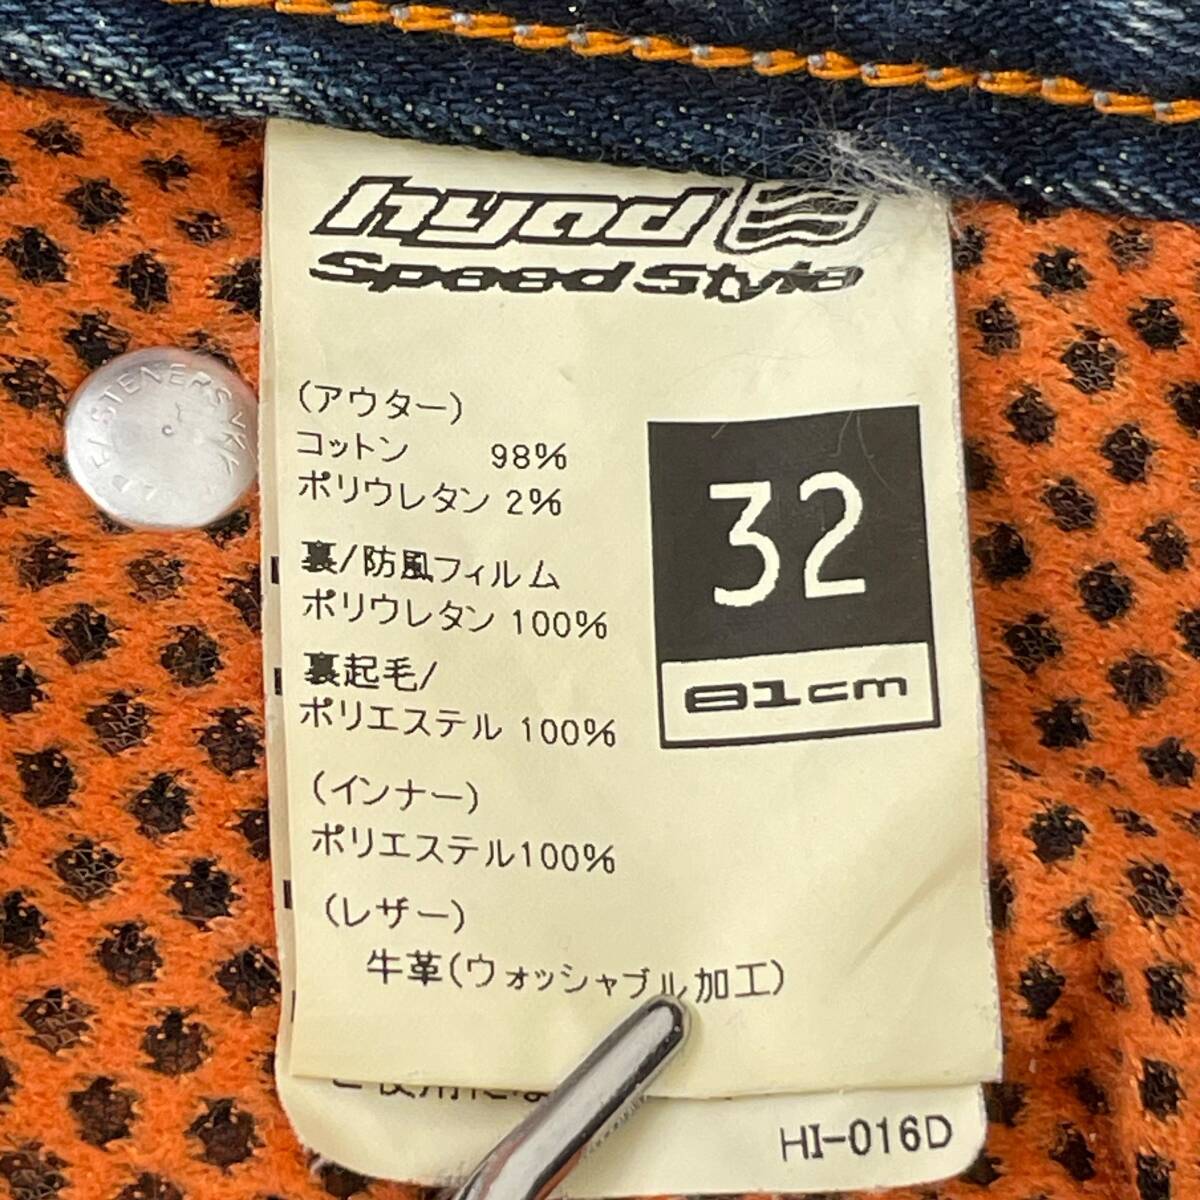 hyod
Speed Style
(アウター)
コットン 98%
ポリウレタン 2%
裏/防風フィルム
ポリウレタン 100%
裏起毛/
ポリエステル 100%
(インナー)
ポリエステル100%
(レザー)
牛革(ウォッシャブル加工)
32
81cm
HI-016D